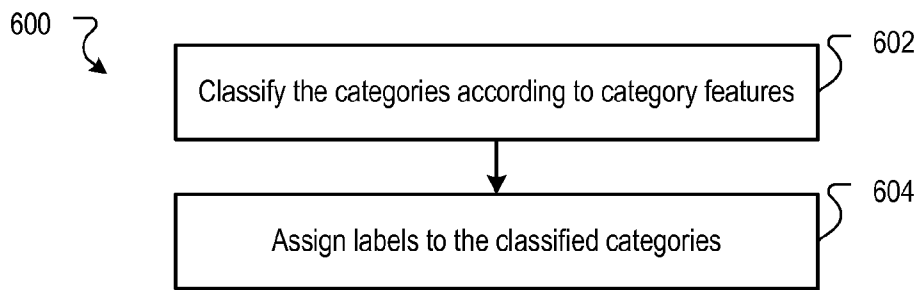 600
602
Classify the categories according to category features
604
Assign labels to the classified categories